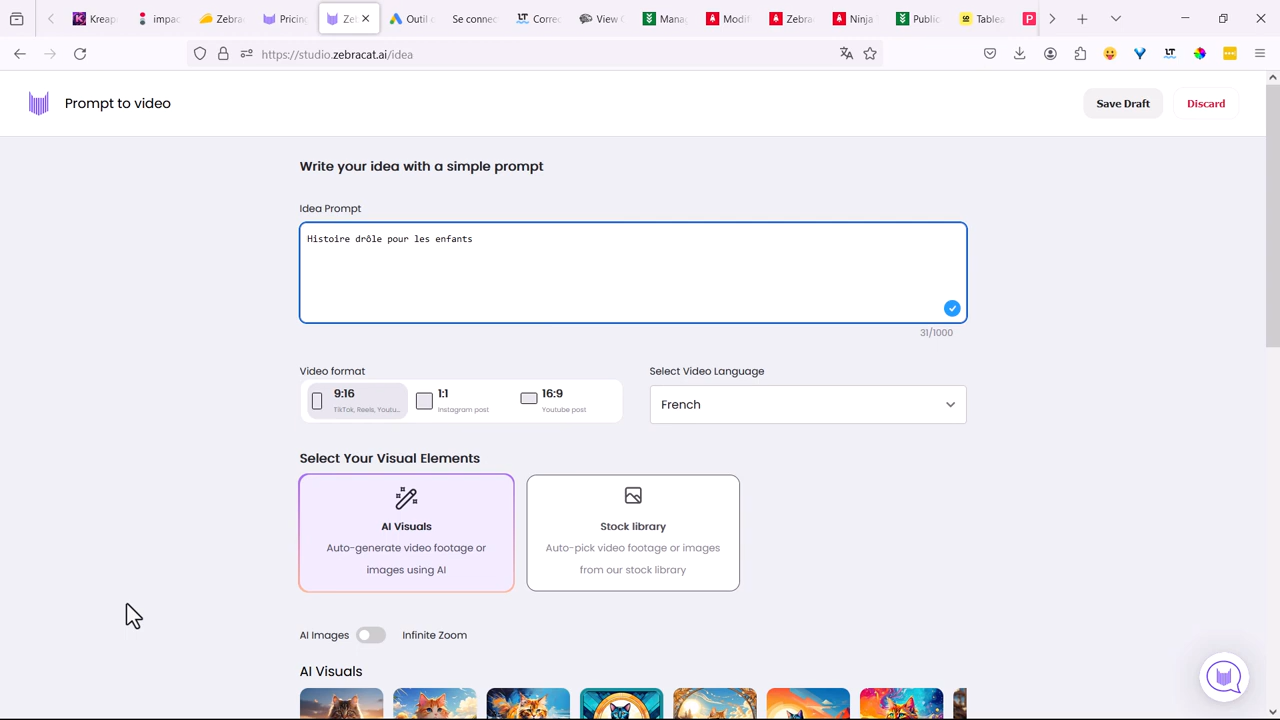 Kreap
impac
Zebra
Pricing
Ze
Outil c
Se connec
LT Correc
View C
Mana
Modif
Zebra
Ninja
Public
Tablea
https://studio.zebracat.ai/idea
Prompt to video
Save Draft
Discard
Write your idea with a simple prompt
Idea Prompt
Histoire drôle pour les enfants
31/1000
Video format
Select Video Language
9:16
TikTok, Reels, Youtu...
1:1
Instagram post
16:9
Youtube post
French
Select Your Visual Elements
AI Visuals
Auto-generate video footage or
images using AI
Stock library
Auto-pick video footage or images
from our stock library
AI Images
Infinite Zoom
AI Visuals